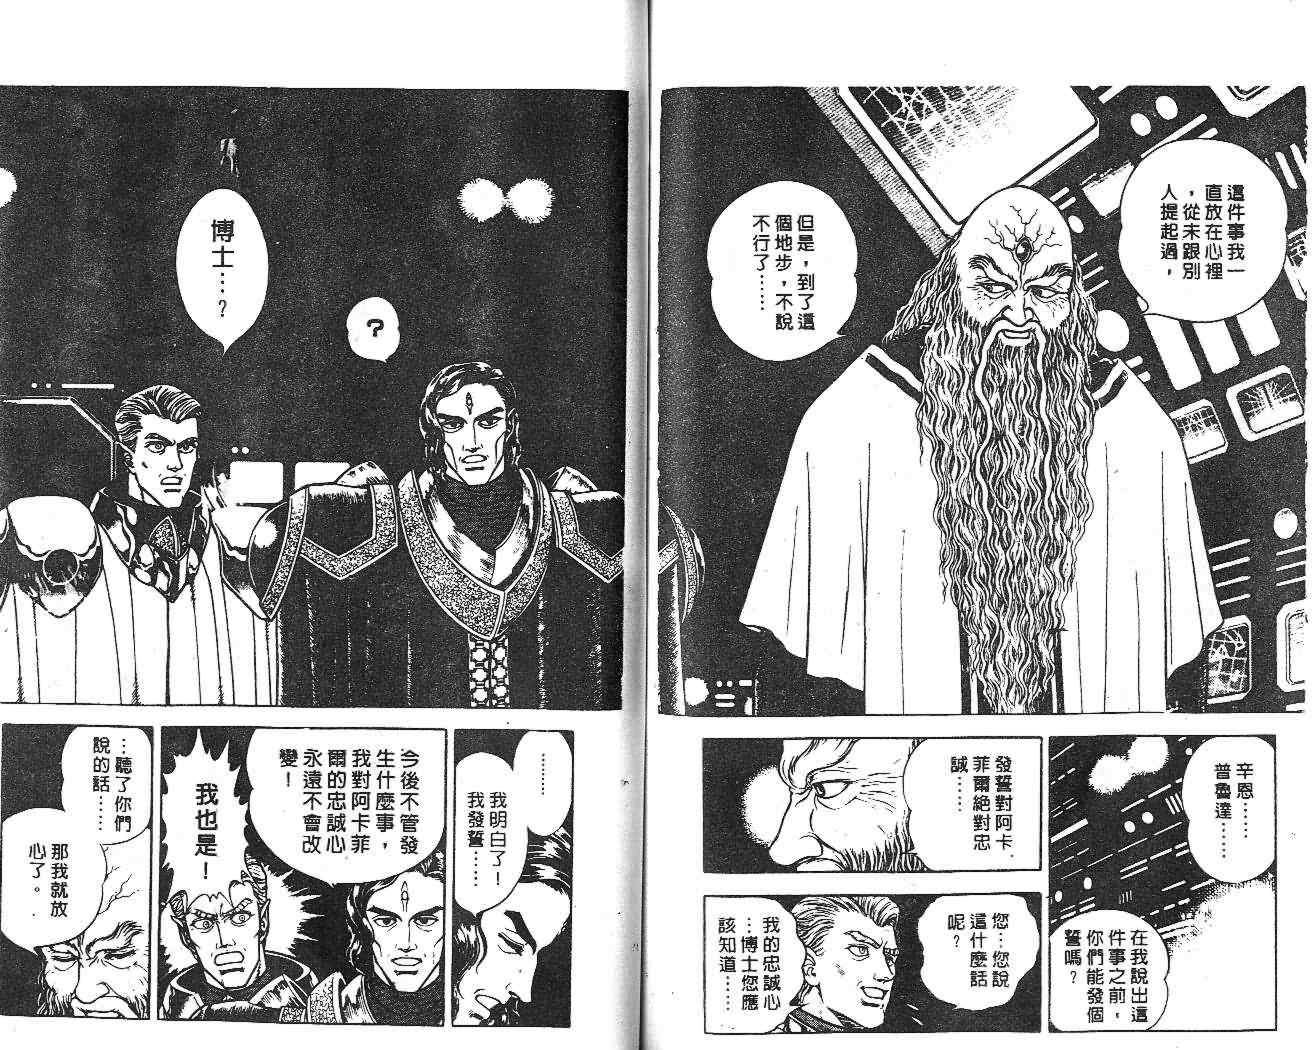 這件事我一
直放在心裡
，從未跟別
人提起過，
但是，到了這
個地步，不說
不行了……
辛恩……
普魯達……
在我說出這
件事之前，
你們能發個
誓嗎？
發誓對阿卡
菲爾絕對忠
誠……
您…您說
這什麼話
呢？
我的忠誠心
…博士您應
該知道……
博士…？
？
………
我明白了！
我發誓……
今後不管發
生什麼事，
我對阿卡菲
爾的忠誠心
永遠不會改
變！
我也是！
…聽了你們
說的話……
那我就放
心了。